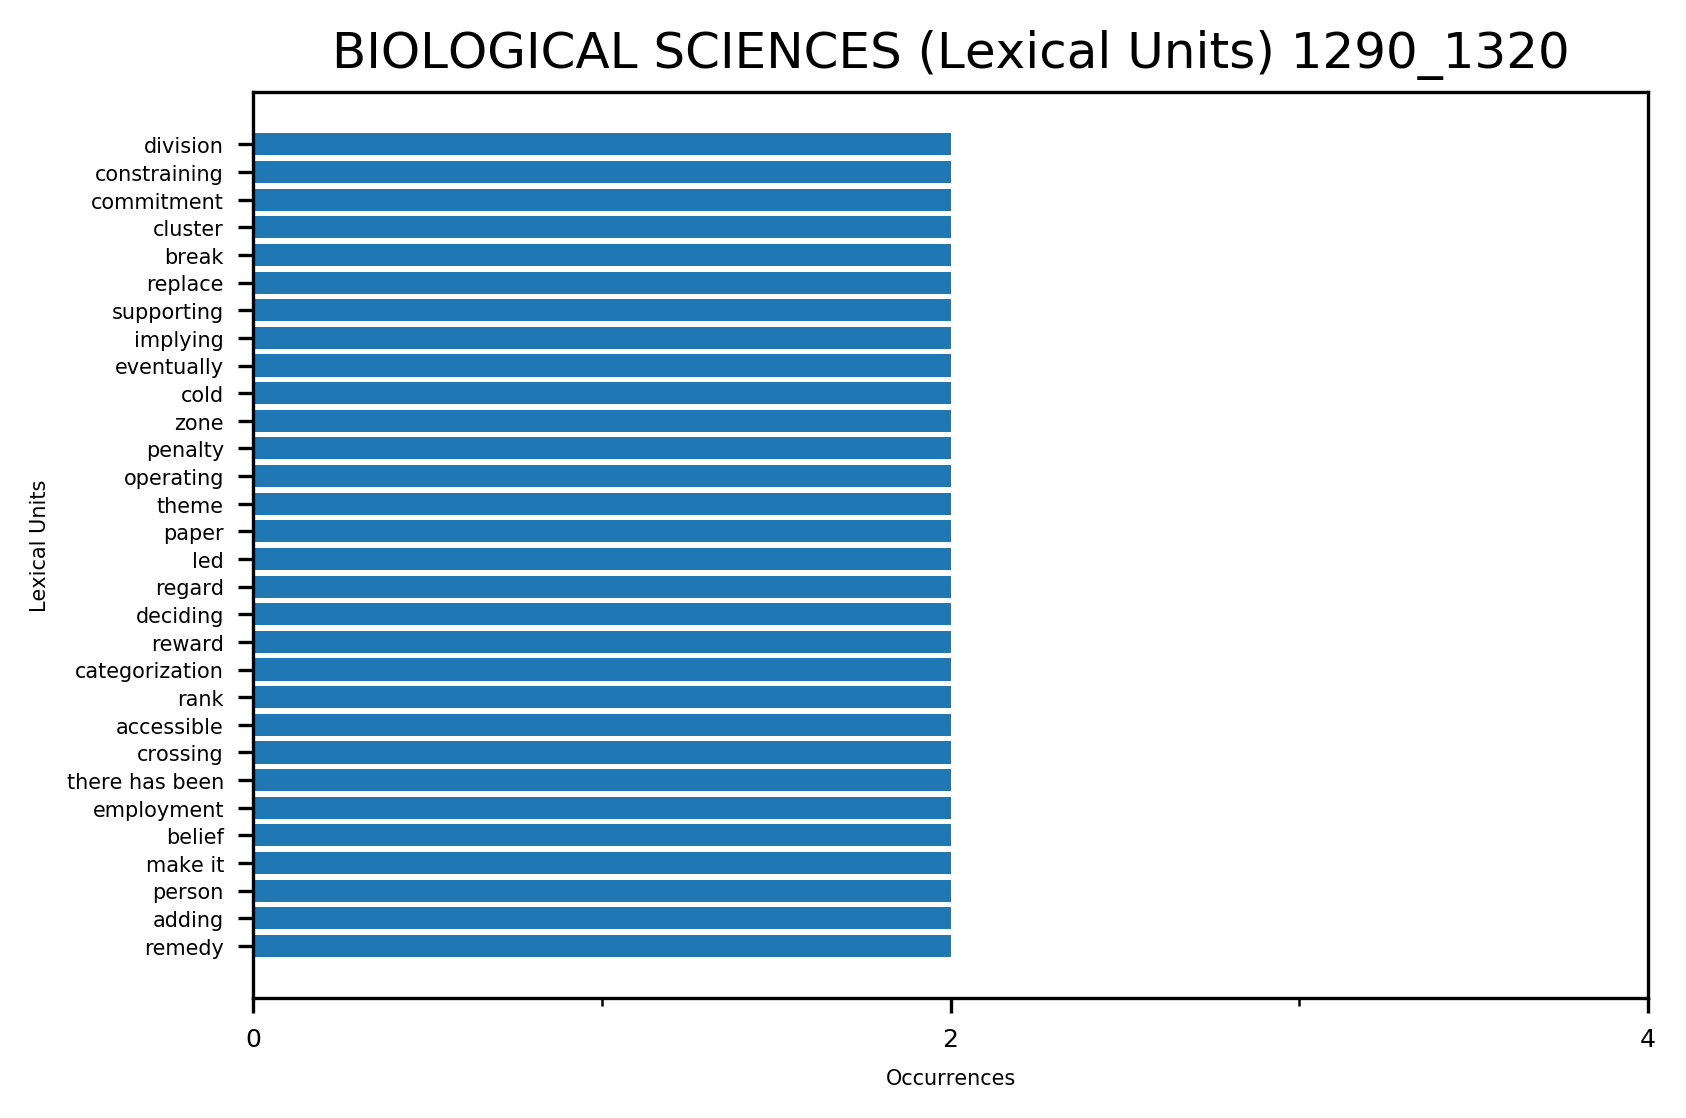 BIOLOGICAL SCIENCES (Lexical Units) 1290_1320
division
constraining
commitment
cluster
break
replace
supporting
implying
eventually
cold
zone
penalty
operating
theme
paper
led
regard
deciding
reward
categorization
rank
accessible
crossing
there has been
employment
belief
make it
person
adding
remedy
Lexical Units
0 2 4
Occurrences